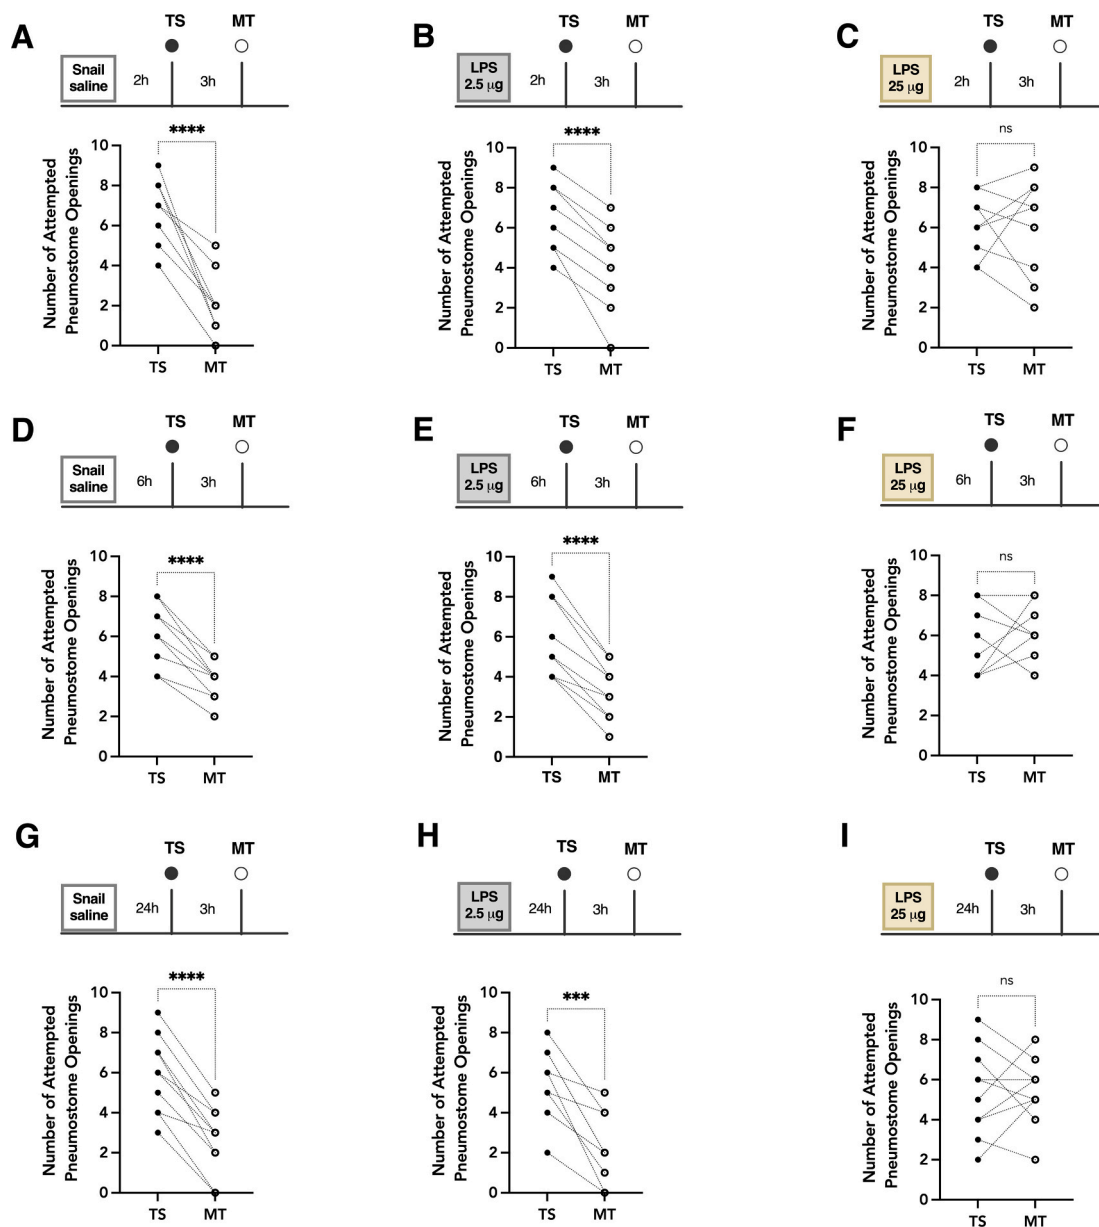 A
TS MT
Snail
saline
2h 3h
****
Number of Attempted
Pneumostome Openings
10
8
6
4
2
0
TS MT
B
TS MT
LPS
2.5 μg
2h 3h
****
Number of Attempted
Pneumostome Openings
10
8
6
4
2
0
TS MT
C
TS MT
LPS
25 μg
2h 3h
ns
Number of Attempted
Pneumostome Openings
10
8
6
4
2
0
TS MT
D
TS MT
Snail
saline
6h 3h
****
Number of Attempted
Pneumostome Openings
10
8
6
4
2
0
TS MT
E
TS MT
LPS
2.5 μg
6h 3h
****
Number of Attempted
Pneumostome Openings
10
8
6
4
2
0
TS MT
F
TS MT
LPS
25 μg
6h 3h
ns
Number of Attempted
Pneumostome Openings
10
8
6
4
2
0
TS MT
G
TS MT
Snail
saline
24h 3h
****
Number of Attempted
Pneumostome Openings
10
8
6
4
2
0
TS MT
H
TS MT
LPS
2.5 μg
24h 3h
***
Number of Attempted
Pneumostome Openings
10
8
6
4
2
0
TS MT
I
TS MT
LPS
25 μg
24h 3h
ns
Number of Attempted
Pneumostome Openings
10
8
6
4
2
0
TS MT